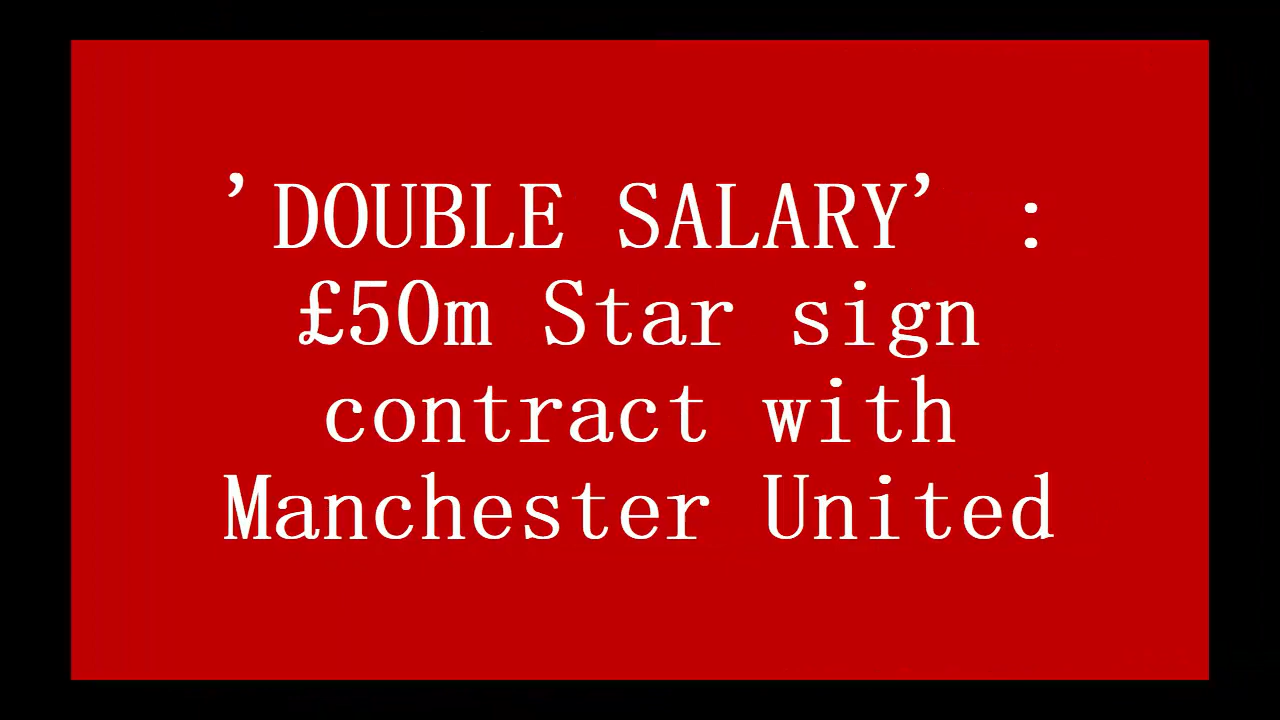 ’DOUBLE SALARY’ :
£50m Star sign
contract with
Manchester United